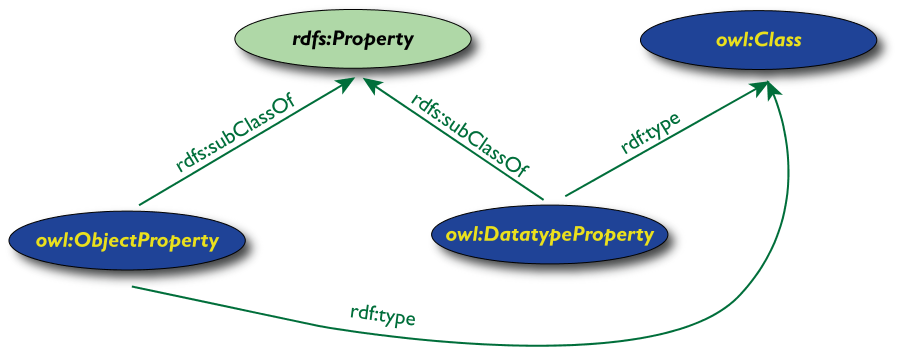 rdfs:Property
owl:Class
rdfs:subClassOf
rdfs:subClassOf
rdf:type
owl:ObjectProperty
owl:DatatypeProperty
rdf:type